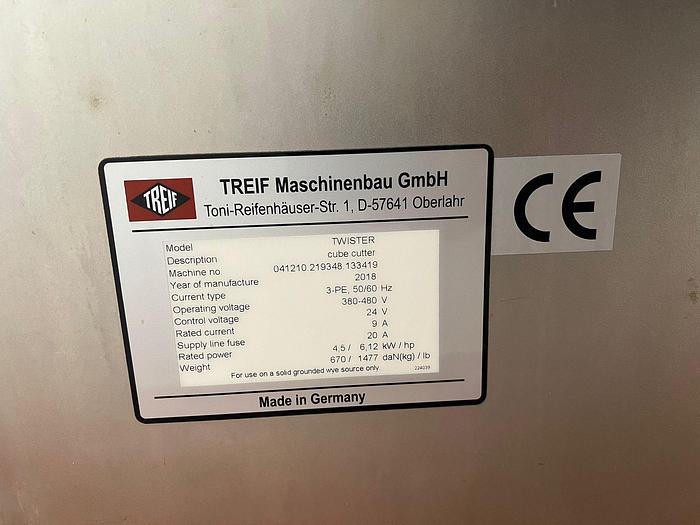 TREIF
TREIF Maschinenbau GmbH
Toni-Reifenhäuser-Str. 1, D-57641 Oberlahr
CE
Model TWISTER
Description cube cutter
Machine no 041210.219348.133419
Year of manufacture 2018
Current type 3-PE, 50/60 Hz
Operating voltage 380-480 V
Control voltage 24 V
Rated current 9 A
Supply line fuse 20 A
Rated power 4,5 / 6,12 kW / hp
Weight 670 / 1477 daN(kg) / lb
For use on a solid grounded wye source only. 224039
Made in Germany